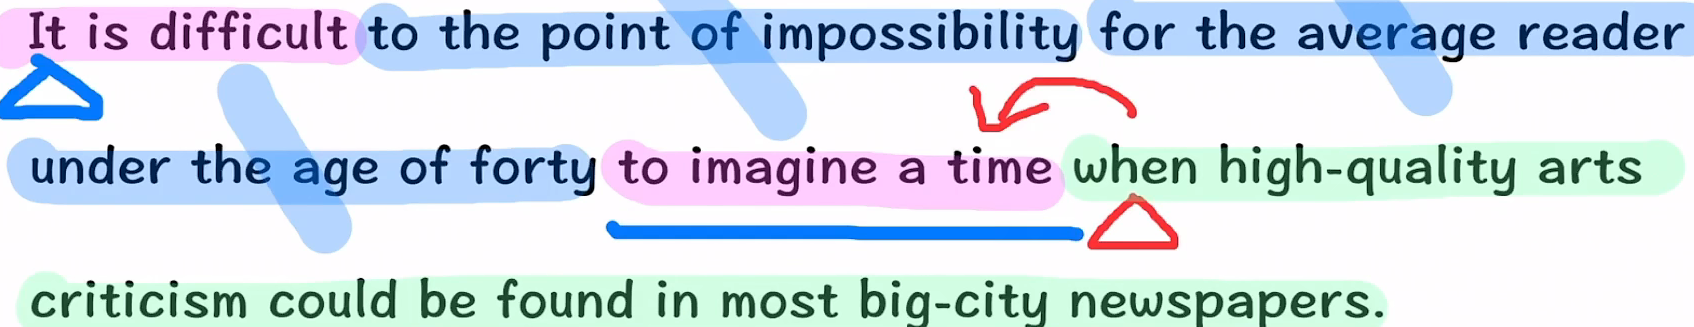 It is difficult to the point of impossibility for the average reader
under the age of forty to imagine a time when high-quality arts
criticism could be found in most big-city newspapers.